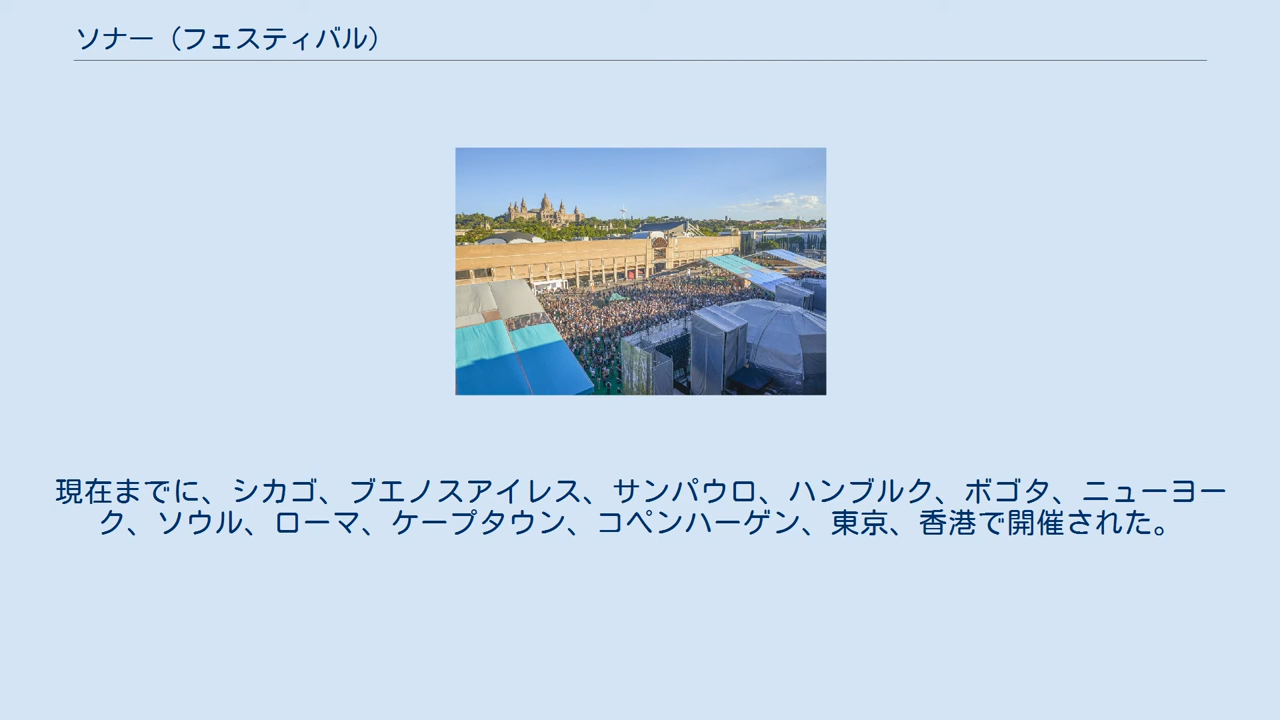 ソナー（フェスティバル）
現在までに、シカゴ、ブエノスアイレス、サンパウロ、ハンブルク、ボゴタ、ニューヨー
ク、ソウル、ローマ、ケープタウン、コペンハーゲン、東京、香港で開催された。